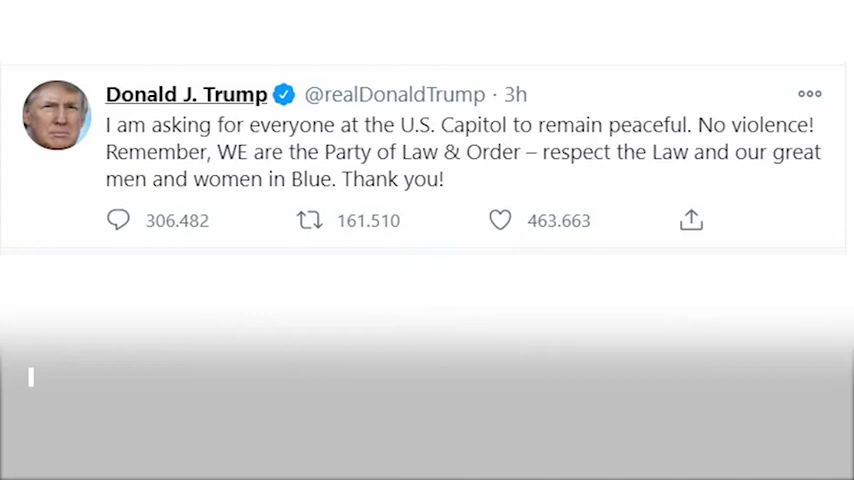 Donald J. Trump @realDonaldTrump · 3h
I am asking for everyone at the U.S. Capitol to remain peaceful. No violence!
Remember, WE are the Party of Law & Order – respect the Law and our great
men and women in Blue. Thank you!
306.482 161.510 463.663